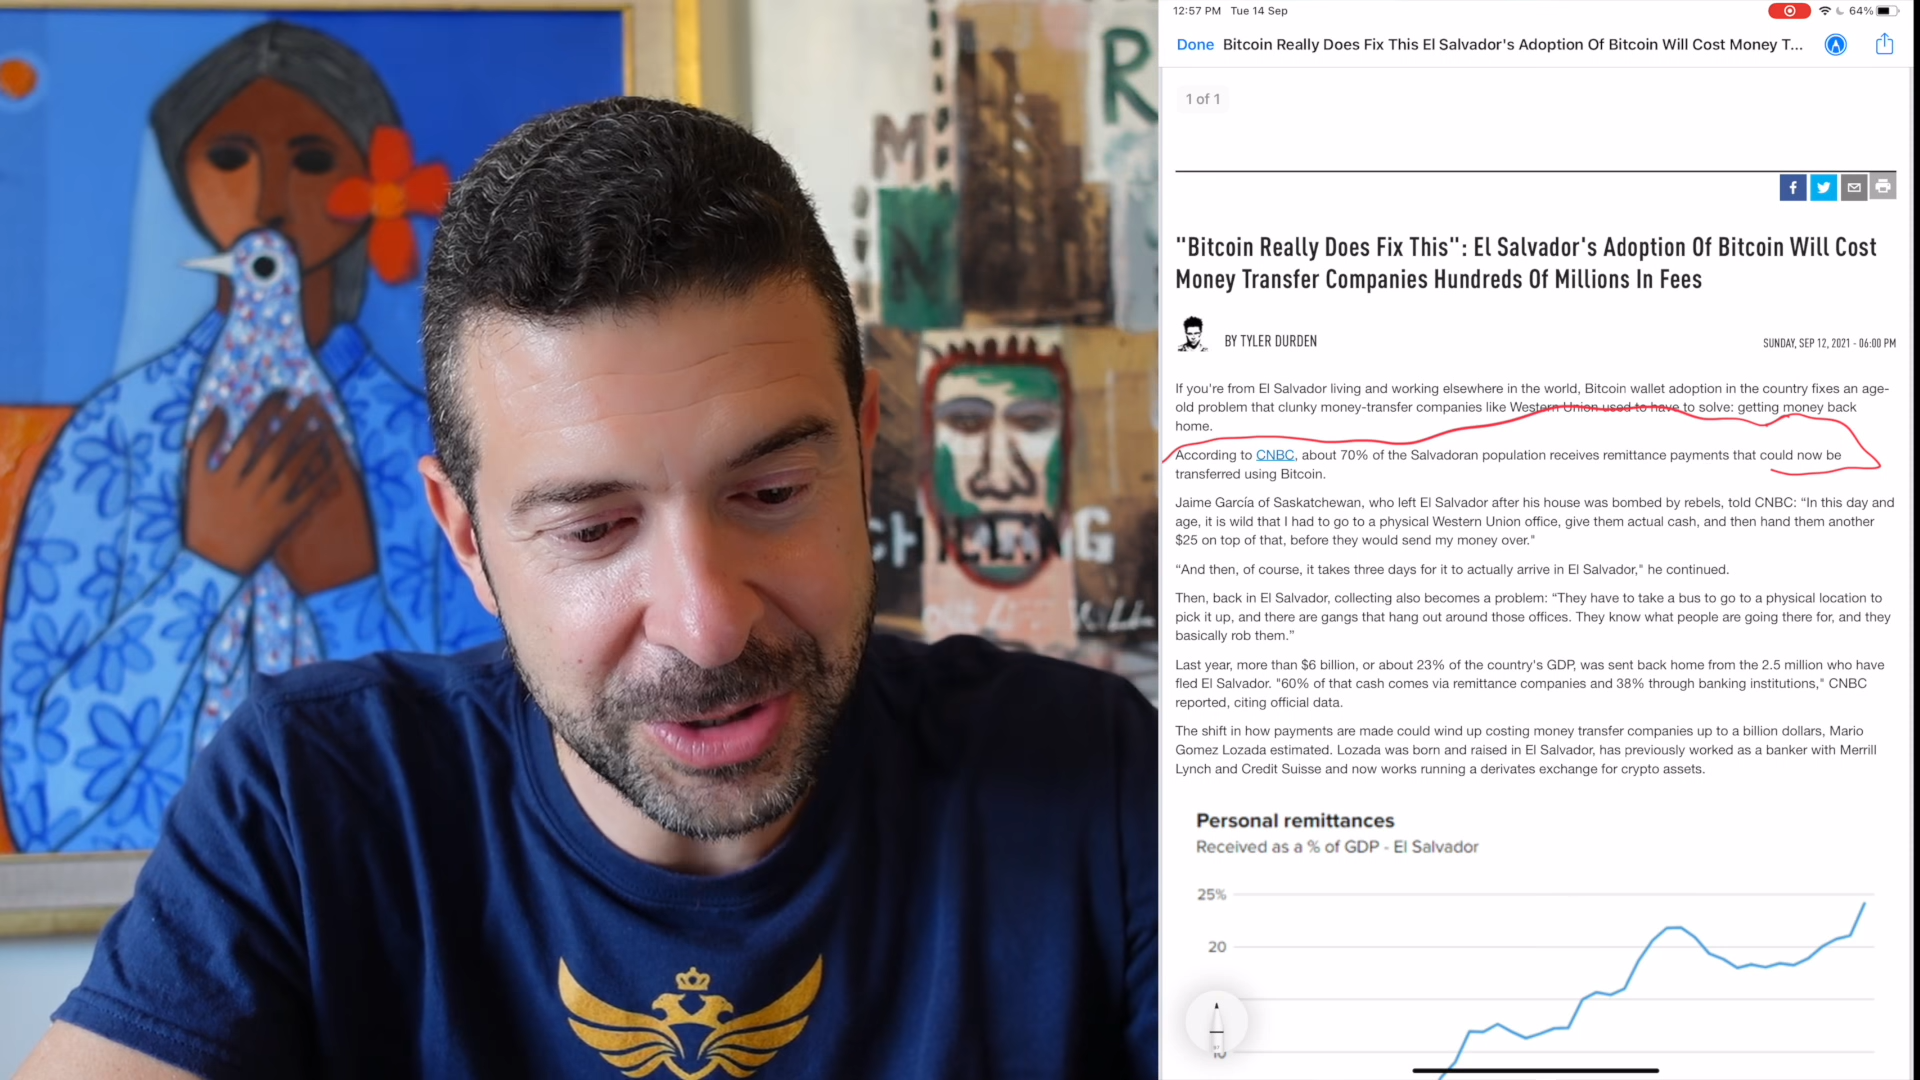 12:57 PM Tue 14 Sep
64%
Done Bitcoin Really Does Fix This El Salvador's Adoption Of Bitcoin Will Cost Money T...
1 of 1
"Bitcoin Really Does Fix This": El Salvador's Adoption Of Bitcoin Will Cost
Money Transfer Companies Hundreds Of Millions In Fees
BY TYLER DURDEN
SUNDAY, SEP 12, 2021 - 06:00 PM
If you're from El Salvador living and working elsewhere in the world, Bitcoin wallet adoption in the country fixes an age-
old problem that clunky money-transfer companies like Western Union used to have to solve: getting money back
home.
According to CNBC, about 70% of the Salvadoran population receives remittance payments that could now be
transferred using Bitcoin.
Jaime García of Saskatchewan, who left El Salvador after his house was bombed by rebels, told CNBC: “In this day and
age, it is wild that I had to go to a physical Western Union office, give them actual cash, and then hand them another
$25 on top of that, before they would send my money over."
“And then, of course, it takes three days for it to actually arrive in El Salvador," he continued.
Then, back in El Salvador, collecting also becomes a problem: “They have to take a bus to go to a physical location to
pick it up, and there are gangs that hang out around those offices. They know what people are going there for, and they
basically rob them.”
Last year, more than $6 billion, or about 23% of the country's GDP, was sent back home from the 2.5 million who have
fled El Salvador. "60% of that cash comes via remittance companies and 38% through banking institutions," CNBC
reported, citing official data.
The shift in how payments are made could wind up costing money transfer companies up to a billion dollars, Mario
Gomez Lozada estimated. Lozada was born and raised in El Salvador, has previously worked as a banker with Merrill
Lynch and Credit Suisse and now works running a derivates exchange for crypto assets.
Personal remittances
Received as a % of GDP - El Salvador
25%
20
10
R
M
N